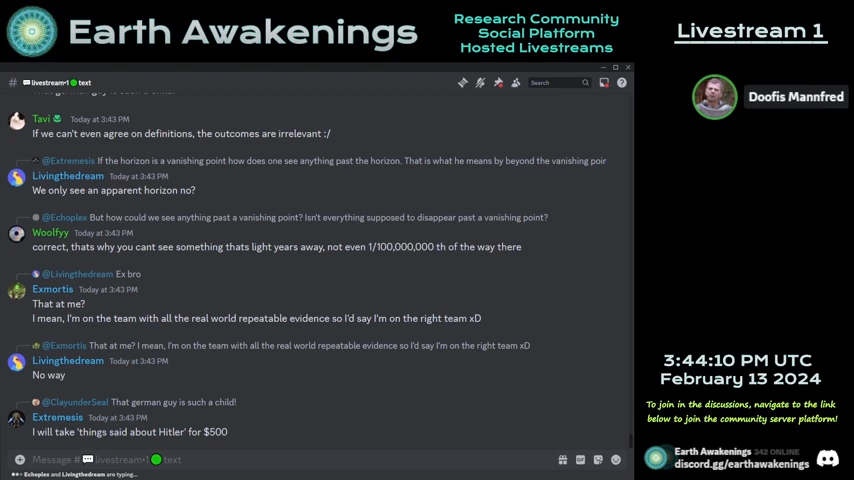 Earth Awakenings
Research Community
Social Platform
Hosted Livestreams
Livestream 1
# livestream•1 text
Search
Doofis Mannfred
Tavi Today at 3:43 PM
If we can't even agree on definitions, the outcomes are irrelevant :/
@Extremesis If the horizon is a vanishing point how does one see anything past the horizon. That is what he means by beyond the vanishing poir
Livingthedream Today at 3:43 PM
We only see an apparent horizon no?
@Echoplex But how could we see anything past a vanishing point? Isn't everything supposed to disappear past a vanishing point?
Woolfyy Today at 3:43 PM
correct, thats why you cant see something thats light years away, not even 1/100,000,000 th of the way there
@Livingthedream Ex bro
Exmortis Today at 3:43 PM
That at me?
I mean, I'm on the team with all the real world repeatable evidence so I'd say I'm on the right team xD
@Exmortis That at me? I mean, I'm on the team with all the real world repeatable evidence so I'd say I'm on the right team xD
Livingthedream Today at 3:43 PM
No way
@ClayunderSeal That german guy is such a child!
Extremesis Today at 3:43 PM
I will take 'things said about Hitler' for $500
Message # livestream•1 text
GIF
Echoplex and Livingthedream are typing...
3:44:10 PM UTC
February 13 2024
To join in the discussions, navigate to the link
below to join the community server platform!
Earth Awakenings 342 ONLINE
discord.gg/earthawakenings